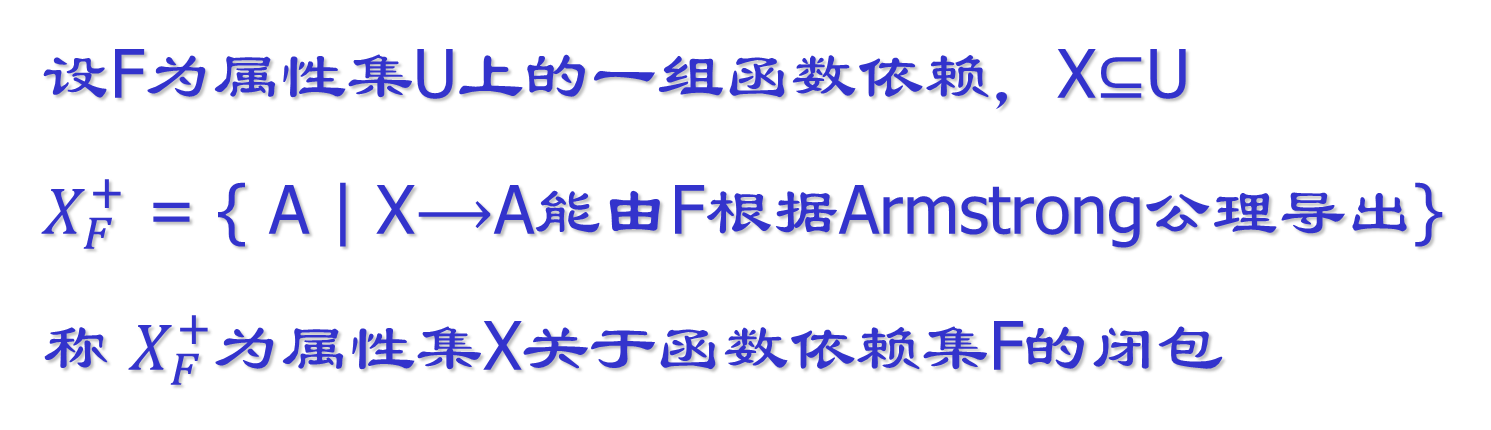 设F为属性集U上的一组函数依赖，X⊆U
X_F^+ = { A | X→A能由F根据Armstrong公理导出}
称 X_F^+为属性集X关于函数依赖集F的闭包